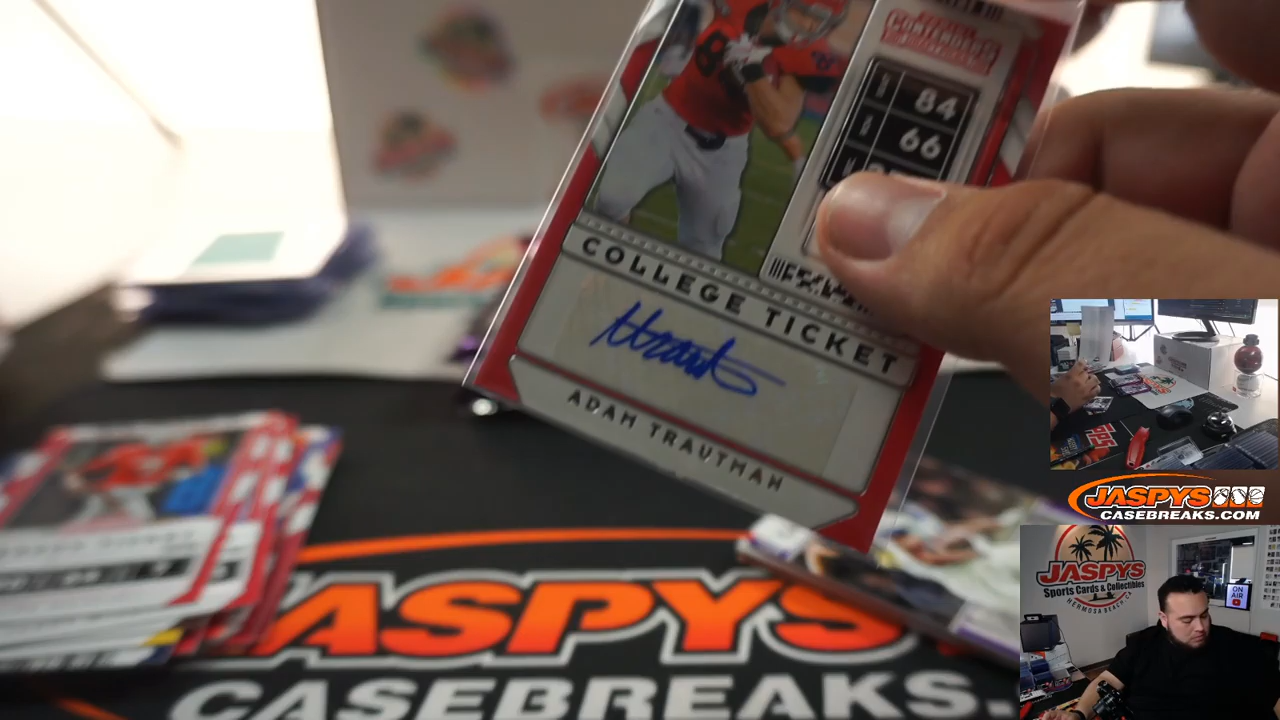 CONTENDERS
84
66
COLLEGE TICKET
ADAM TRAUTMAN
JASPYS
CASEBREAKS.COM
JASPYS
Sports Cards & Collectibles
HERMOSA BEACH, CA
ON
AIR
JASPYS
CASEBREAKS.